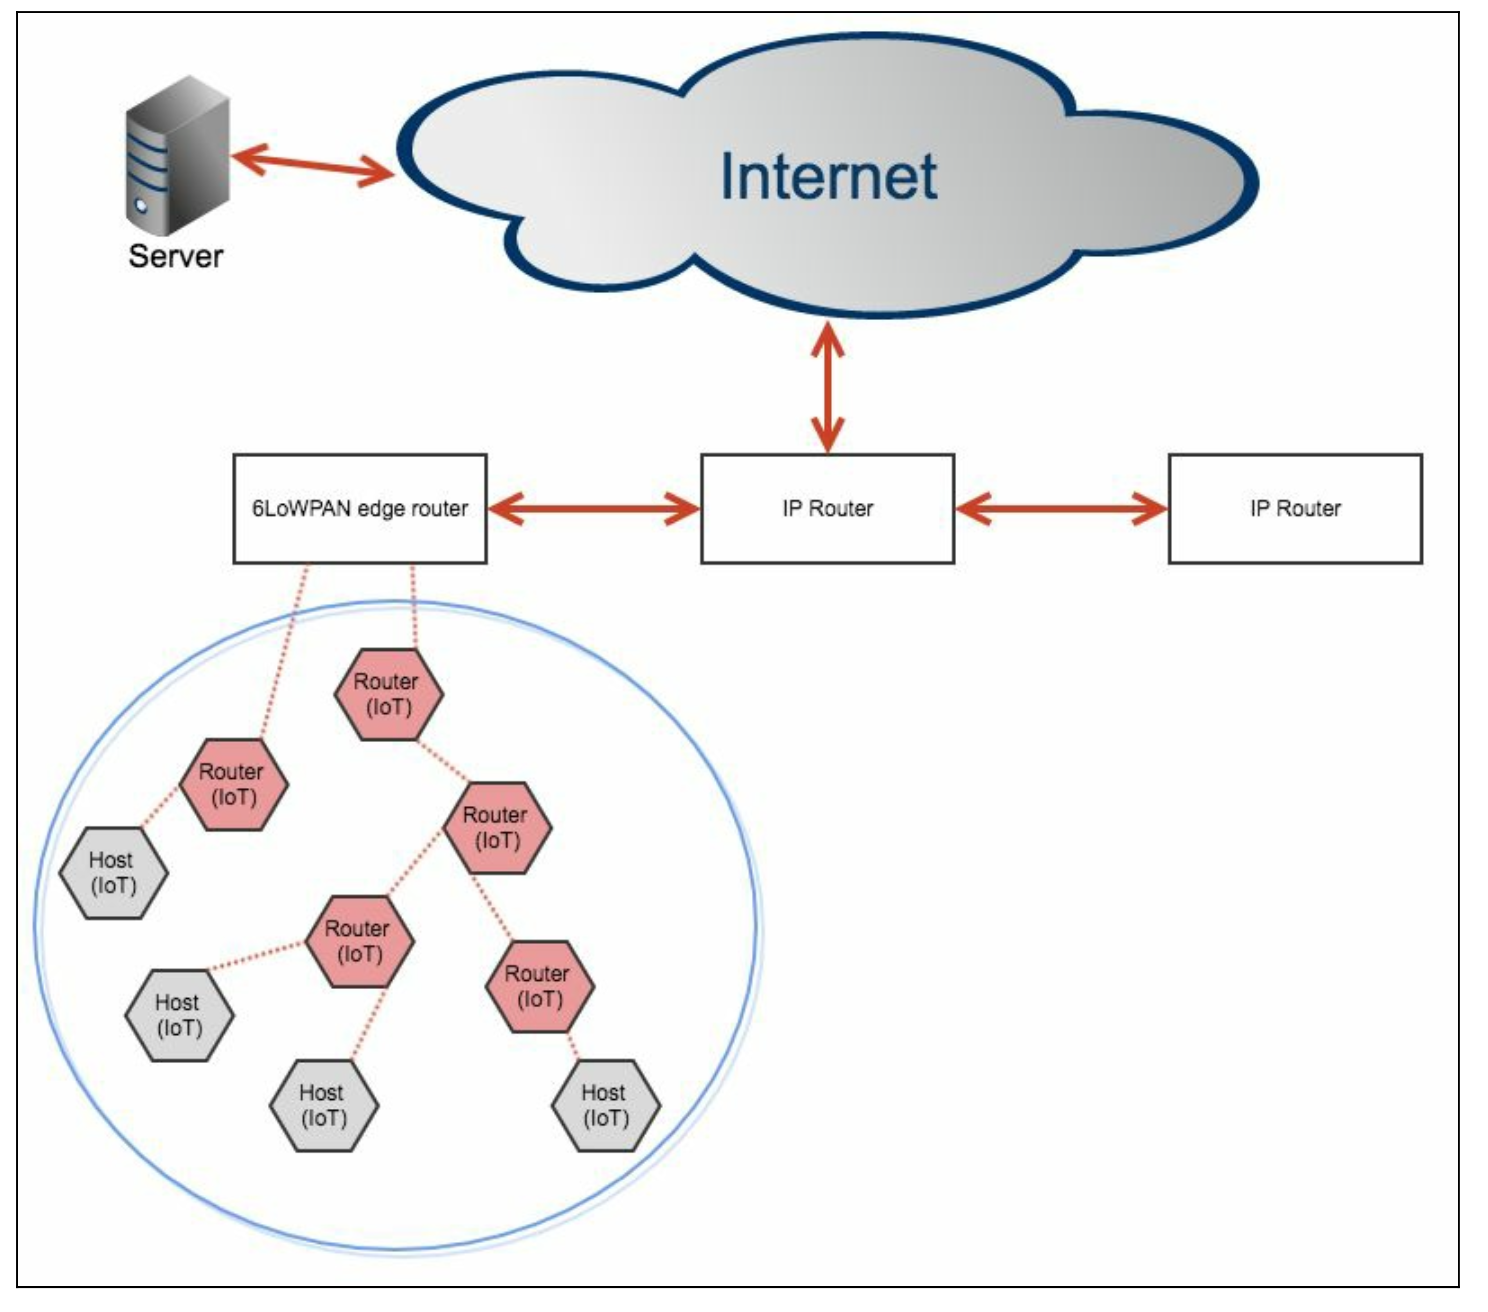 Internet
Server
6LoWPAN edge router
IP Router
IP Router
Router
(IoT)
Router
(IoT)
Router
(IoT)
Host
(IoT)
Router
(IoT)
Router
(IoT)
Host
(IoT)
Host
(IoT)
Host
(IoT)